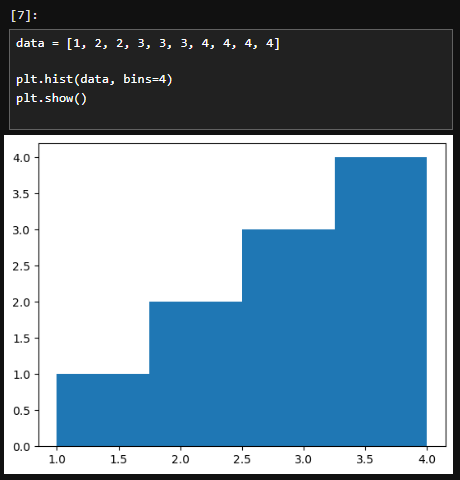 [7]:
data = [1, 2, 2, 3, 3, 3, 4, 4, 4, 4]
plt.hist(data, bins=4)
plt.show()
4.0
3.5
3.0
2.5
2.0
1.5
1.0
0.5
0.0
1.0 1.5 2.0 2.5 3.0 3.5 4.0